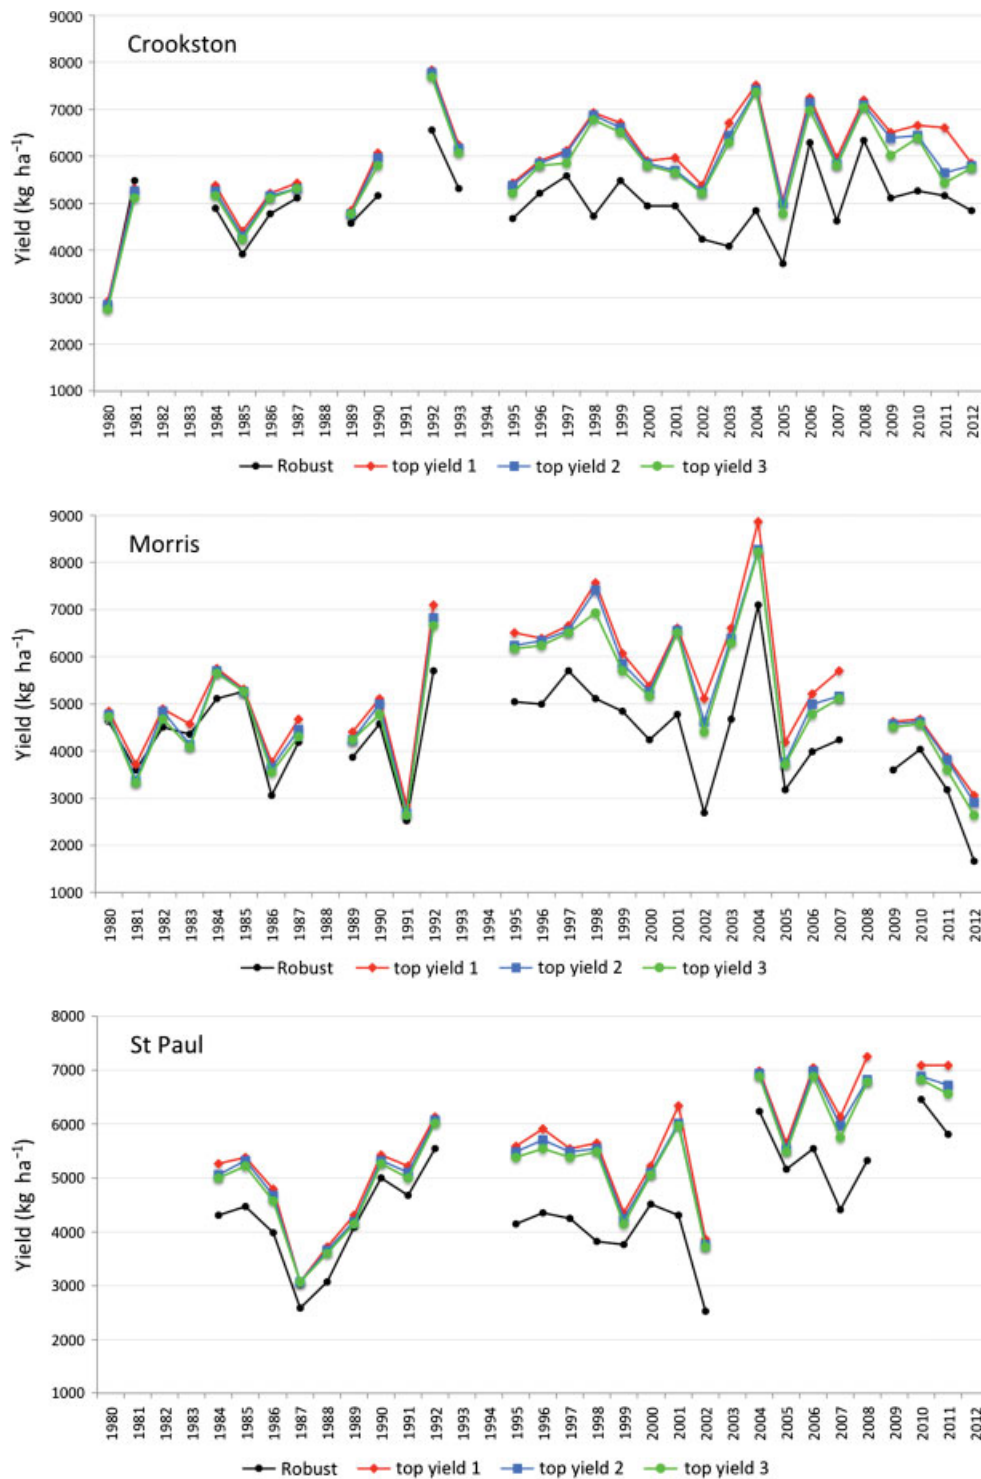 Crookston
Yield (kg ha⁻¹)
9000
8000
7000
6000
5000
4000
3000
2000
1000
1980 1981 1982 1983 1984 1985 1986 1987 1988 1989 1990 1991 1992 1993 1994 1995 1996 1997 1998 1999 2000 2001 2002 2003 2004 2005 2006 2007 2008 2009 2010 2011 2012
Robust top yield 1 top yield 2 top yield 3
Morris
Yield (kg ha⁻¹)
9000
8000
7000
6000
5000
4000
3000
2000
1000
1980 1981 1982 1983 1984 1985 1986 1987 1988 1989 1990 1991 1992 1993 1994 1995 1996 1997 1998 1999 2000 2001 2002 2003 2004 2005 2006 2007 2008 2009 2010 2011 2012
Robust top yield 1 top yield 2 top yield 3
St Paul
Yield (kg ha⁻¹)
8000
7000
6000
5000
4000
3000
2000
1000
1980 1981 1982 1983 1984 1985 1986 1987 1988 1989 1990 1991 1992 1993 1994 1995 1996 1997 1998 1999 2000 2001 2002 2003 2004 2005 2006 2007 2008 2009 2010 2011 2012
Robust top yield 1 top yield 2 top yield 3